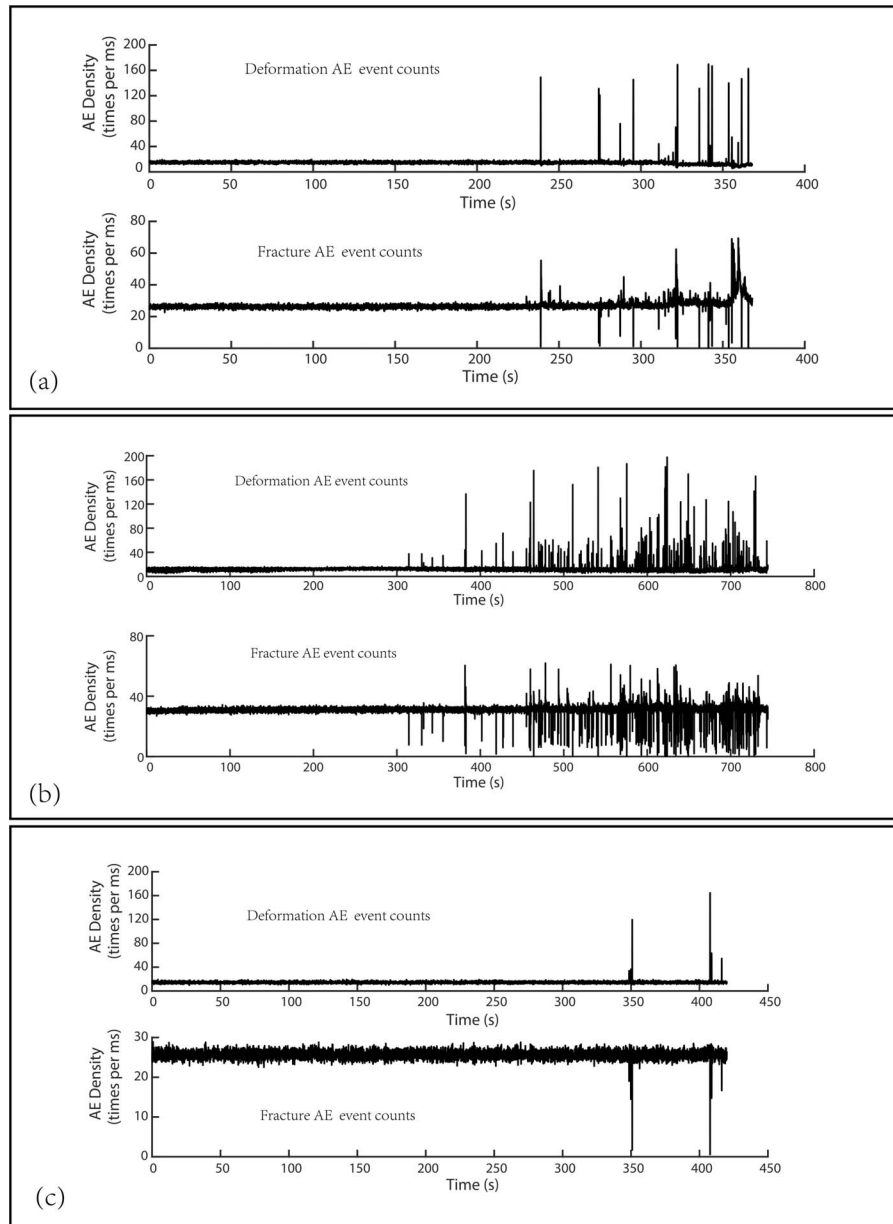 AE Density
(times per ms)
200
160
120
80
40
0
Deformation AE event counts
0 50 100 150 200 250 300 350 400
Time (s)
AE Density
(times per ms)
80
60
40
20
0
Fracture AE event counts
0 50 100 150 200 250 300 350 400
Time (s)
(a)
AE Density
(times per ms)
200
160
120
80
40
0
Deformation AE event counts
0 100 200 300 400 500 600 700 800
Time (s)
AE Density
(times per ms)
80
40
0
Fracture AE event counts
0 100 200 300 400 500 600 700 800
Time (s)
(b)
AE Density
(times per ms)
200
160
120
80
40
0
Deformation AE event counts
0 50 100 150 200 250 300 350 400 450
Time (s)
AE Density
(times per ms)
30
20
10
0
Fracture AE event counts
0 50 100 150 200 250 300 350 400 450
Time (s)
(c)